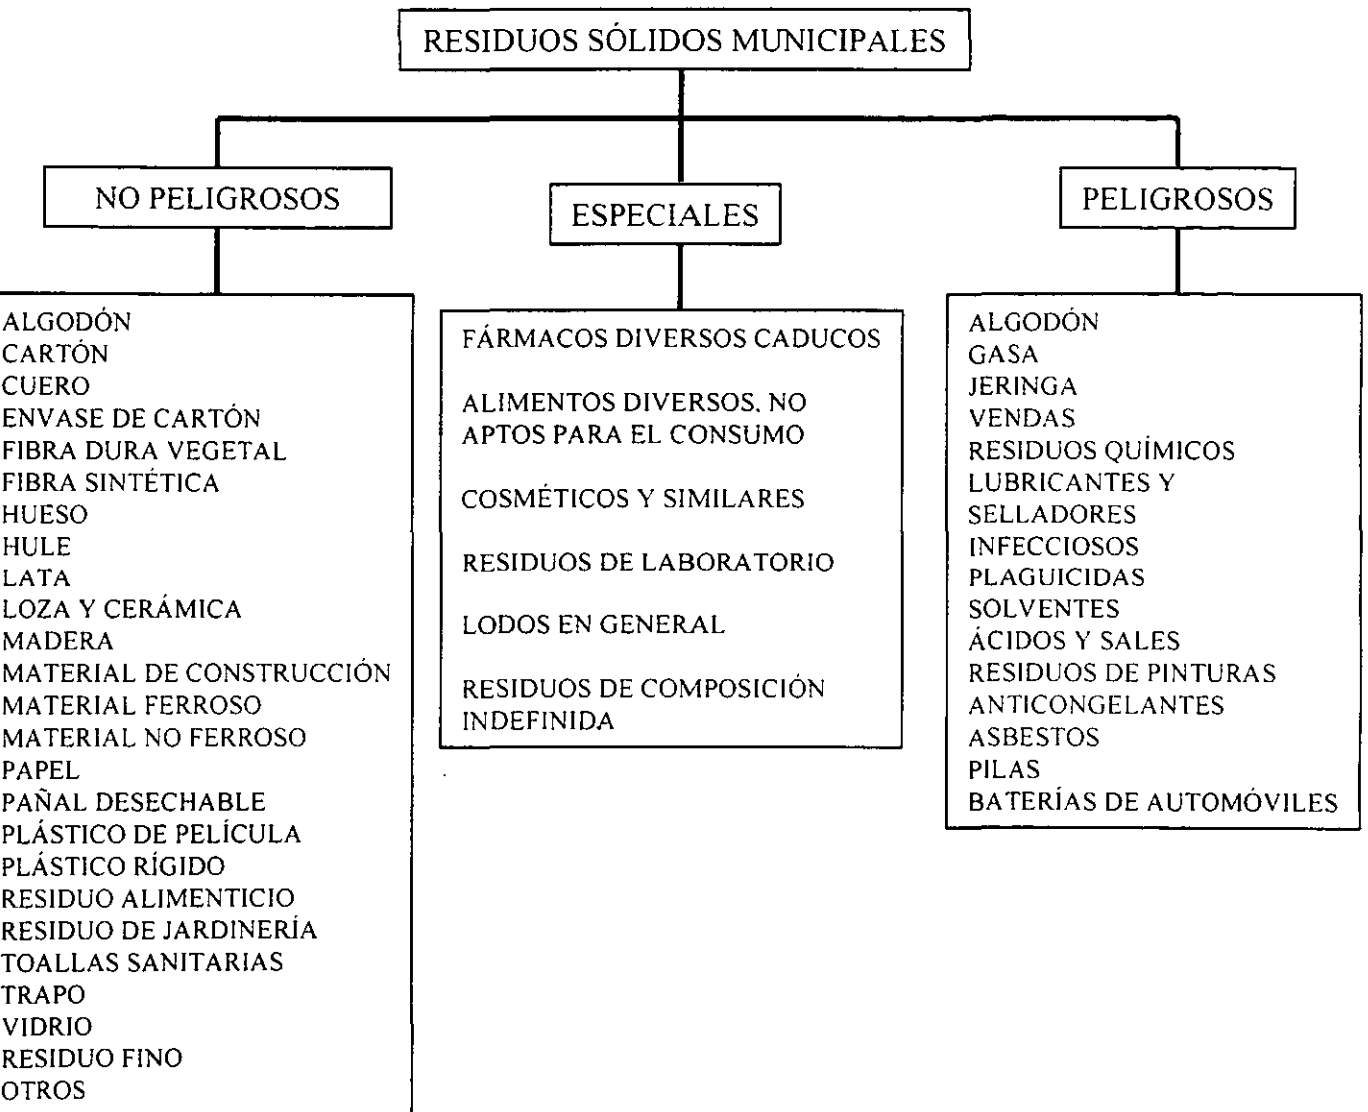 RESIDUOS SÓLIDOS MUNICIPALES
NO PELIGROSOS
ALGODÓN
CARTÓN
CUERO
ENVASE DE CARTÓN
FIBRA DURA VEGETAL
FIBRA SINTÉTICA
HUESO
HULE
LATA
LOZA Y CERÁMICA
MADERA
MATERIAL DE CONSTRUCCIÓN
MATERIAL FERROSO
MATERIAL NO FERROSO
PAPEL
PAÑAL DESECHABLE
PLÁSTICO DE PELÍCULA
PLÁSTICO RÍGIDO
RESIDUO ALIMENTICIO
RESIDUO DE JARDINERÍA
TOALLAS SANITARIAS
TRAPO
VIDRIO
RESIDUO FINO
OTROS
ESPECIALES
FÁRMACOS DIVERSOS CADUCOS
ALIMENTOS DIVERSOS, NO
APTOS PARA EL CONSUMO
COSMÉTICOS Y SIMILARES
RESIDUOS DE LABORATORIO
LODOS EN GENERAL
RESIDUOS DE COMPOSICIÓN
INDEFINIDA
PELIGROSOS
ALGODÓN
GASA
JERINGA
VENDAS
RESIDUOS QUÍMICOS
LUBRICANTES Y
SELLADORES
INFECCIOSOS
PLAGUICIDAS
SOLVENTES
ÁCIDOS Y SALES
RESIDUOS DE PINTURAS
ANTICONGELANTES
ASBESTOS
PILAS
BATERÍAS DE AUTOMÓVILES